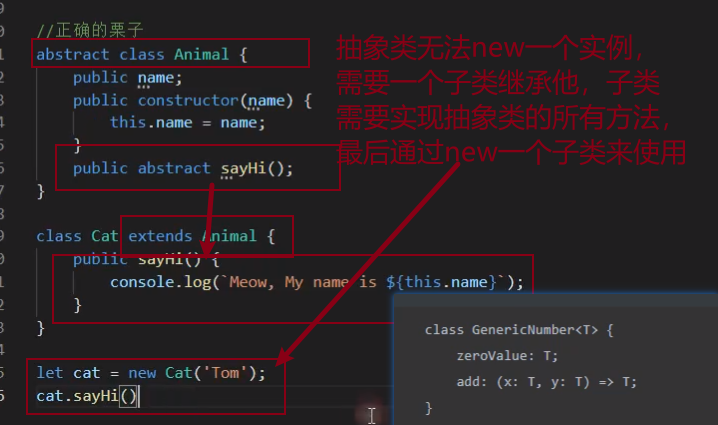 //正确的栗子
abstract class Animal {
public name;
public constructor(name) {
this.name = name;
}
public abstract sayHi();
}
class Cat extends Animal {
public sayHi() {
console.log(`Meow, My name is ${this.name}`);
}
}
let cat = new Cat('Tom');
cat.sayHi()
抽象类无法new一个实例，
需要一个子类继承他，子类
需要实现抽象类的所有方法，
最后通过new一个子类来使用
class GenericNumber<T> {
zeroValue: T;
add: (x: T, y: T) => T;
}